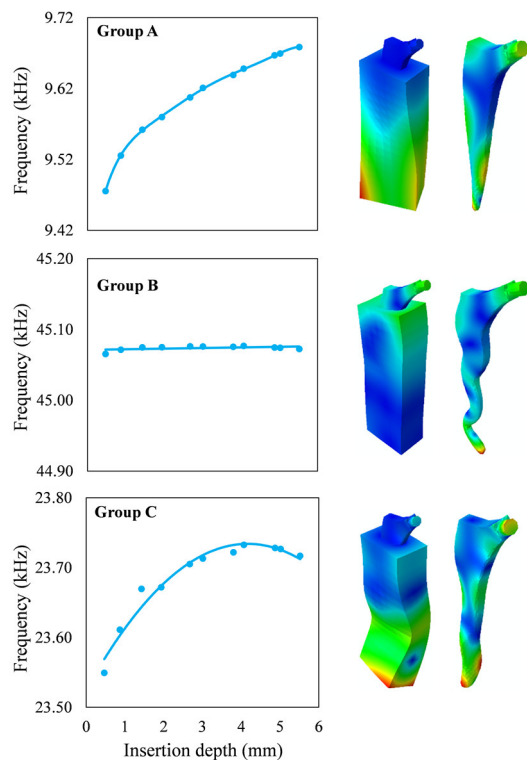 9.72
Group A
9.62
9.52
9.42
Frequency (kHz)
45.20
Group B
45.10
45.00
44.90
Frequency (kHz)
23.80
Group C
23.70
23.60
23.50
Frequency (kHz)
0 1 2 3 4 5 6
Insertion depth (mm)